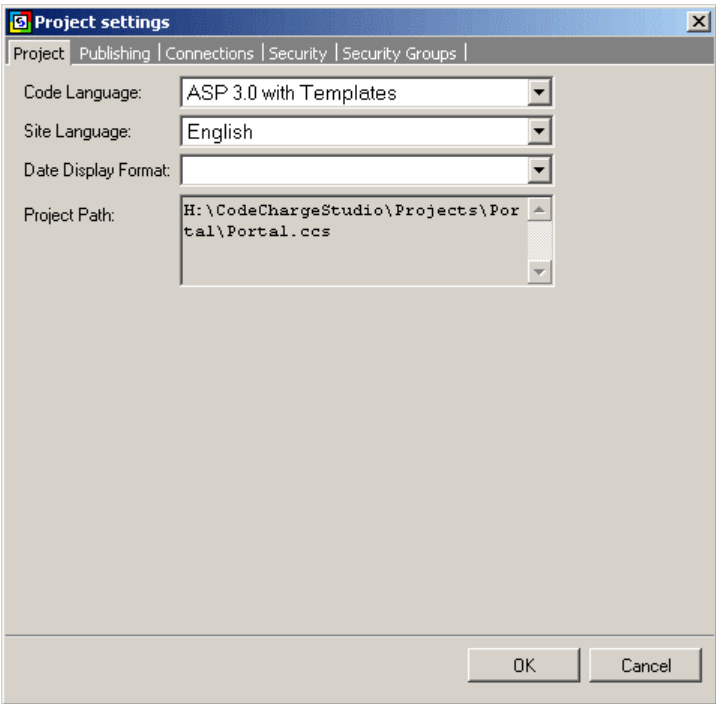 Project settings
Project | Publishing | Connections | Security | Security Groups |
Code Language: ASP 3.0 with Templates
Site Language: English
Date Display Format:
Project Path: H:\CodeChargeStudio\Projects\Por
tal\Portal.ccs
OK Cancel